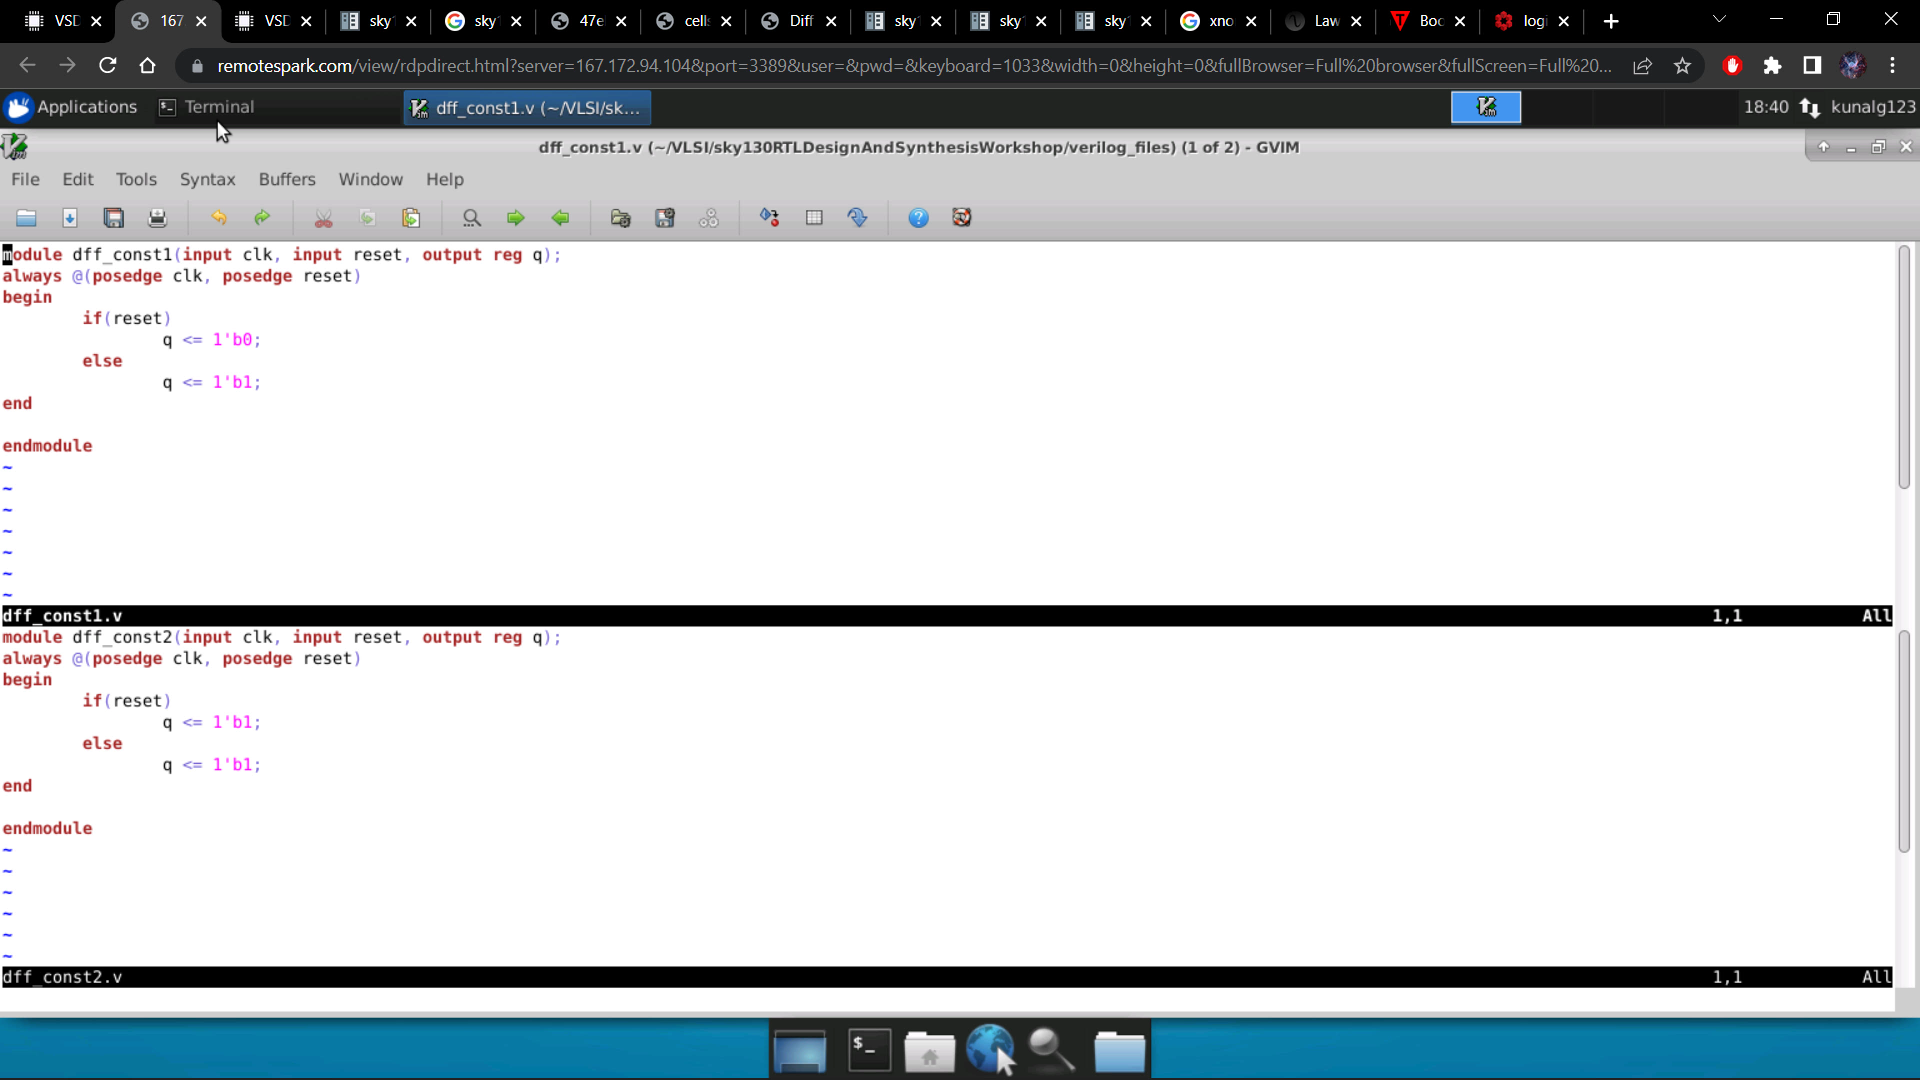 VSD
167
VSD
sky
sky
47e
cell
Diff
sky
sky
sky
xno
Law
Boc
logi
remotespark.com/view/rdpdirect.html?server=167.172.94.104&port=3389&user=&pwd=&keyboard=1033&width=0&height=0&fullBrowser=Full%20browser&fullScreen=Full%20...
Applications
Terminal
dff_const1.v (~/VLSI/sk...
18:40
kunalg123
dff_const1.v (~/VLSI/sky130RTLDesignAndSynthesisWorkshop/verilog_files) (1 of 2) - GVIM
File Edit Tools Syntax Buffers Window Help
module dff_const1(input clk, input reset, output reg q);
always @(posedge clk, posedge reset)
begin
if(reset)
q <= 1'b0;
else
q <= 1'b1;
end
endmodule
~
~
~
~
~
~
~
dff_const1.v 1,1 All
module dff_const2(input clk, input reset, output reg q);
always @(posedge clk, posedge reset)
begin
if(reset)
q <= 1'b1;
else
q <= 1'b1;
end
endmodule
~
~
~
~
~
~
dff_const2.v 1,1 All
$_